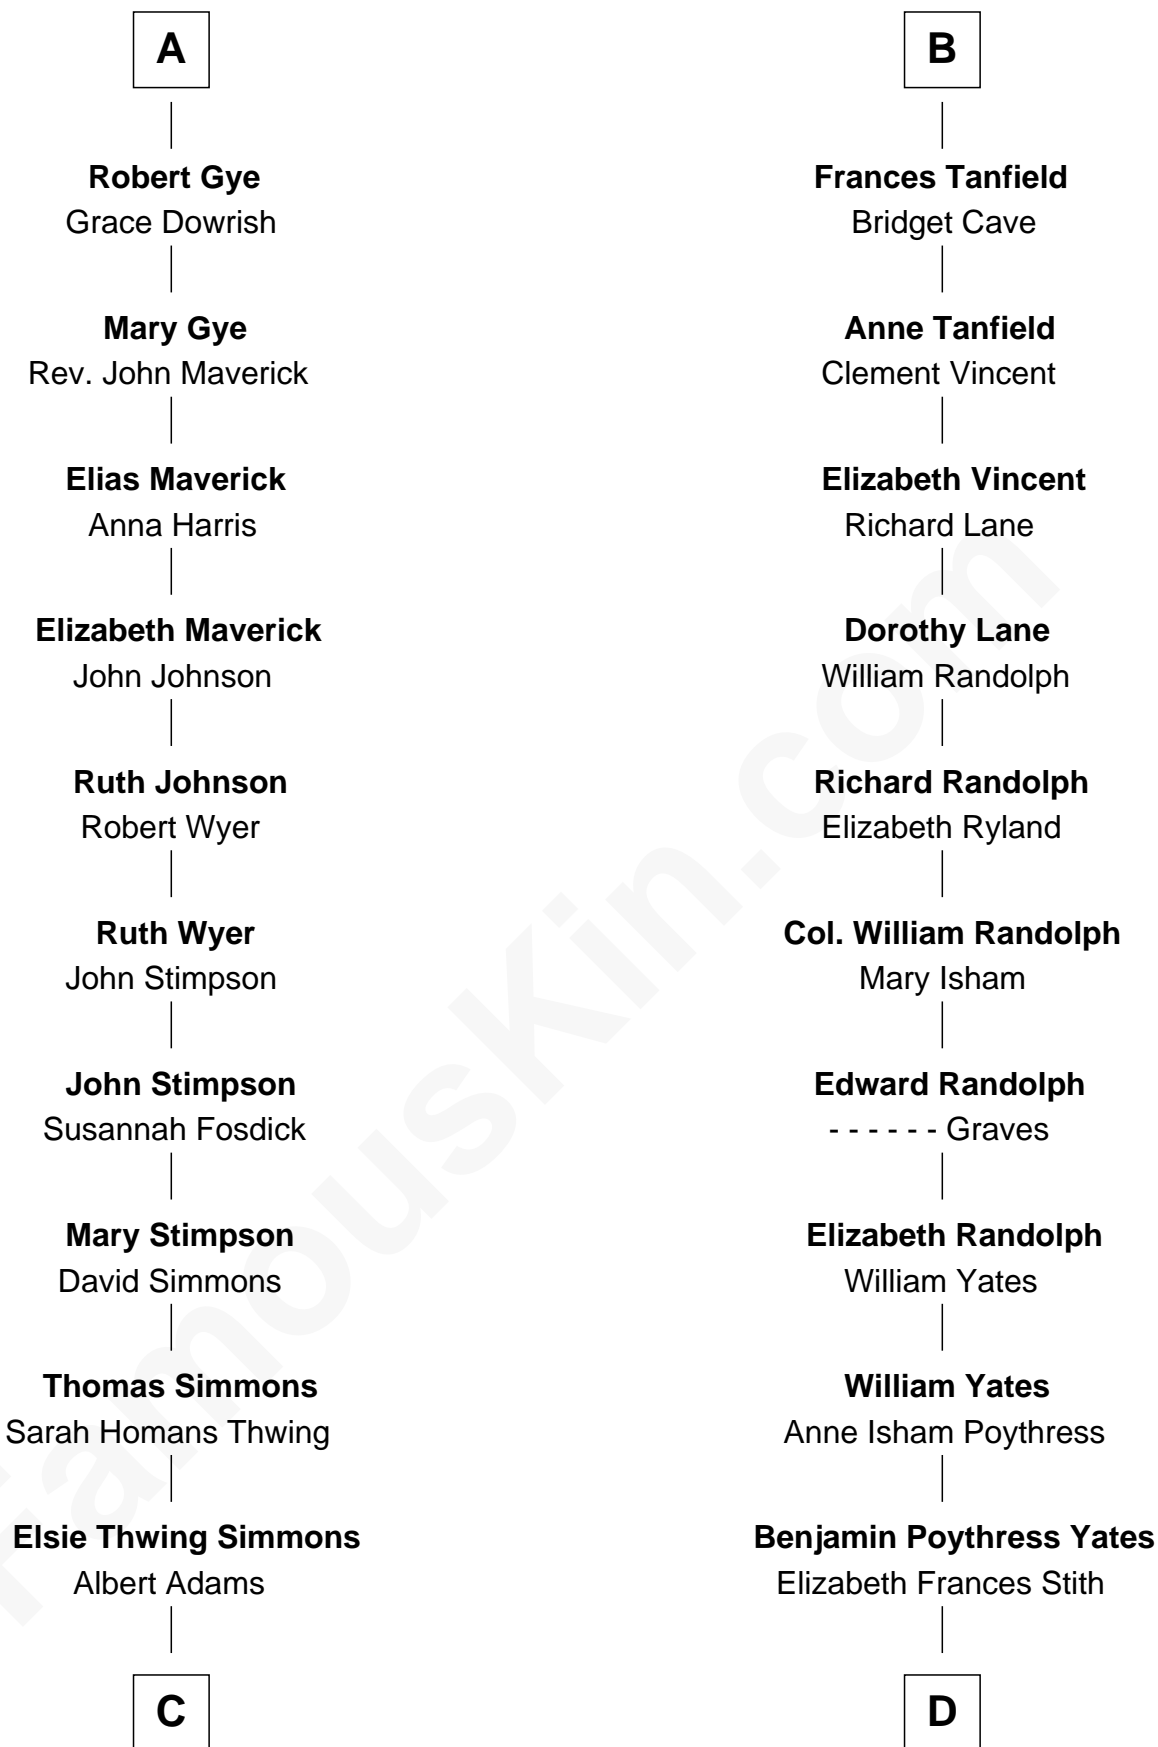 A
Robert Gye
Grace Dowrish
Mary Gye
Rev. John Maverick
Elias Maverick
Anna Harris
Elizabeth Maverick
John Johnson
Ruth Johnson
Robert Wyer
Ruth Wyer
John Stimpson
John Stimpson
Susannah Fosdick
Mary Stimpson
David Simmons
Thomas Simmons
Sarah Homans Thwing
Elsie Thwing Simmons
Albert Adams
C
B
Frances Tanfield
Bridget Cave
Anne Tanfield
Clement Vincent
Elizabeth Vincent
Richard Lane
Dorothy Lane
William Randolph
Richard Randolph
Elizabeth Ryland
Col. William Randolph
Mary Isham
Edward Randolph
- - - - - - Graves
Elizabeth Randolph
William Yates
William Yates
Anne Isham Poythress
Benjamin Poythress Yates
Elizabeth Frances Stith
D
FamousKin.com